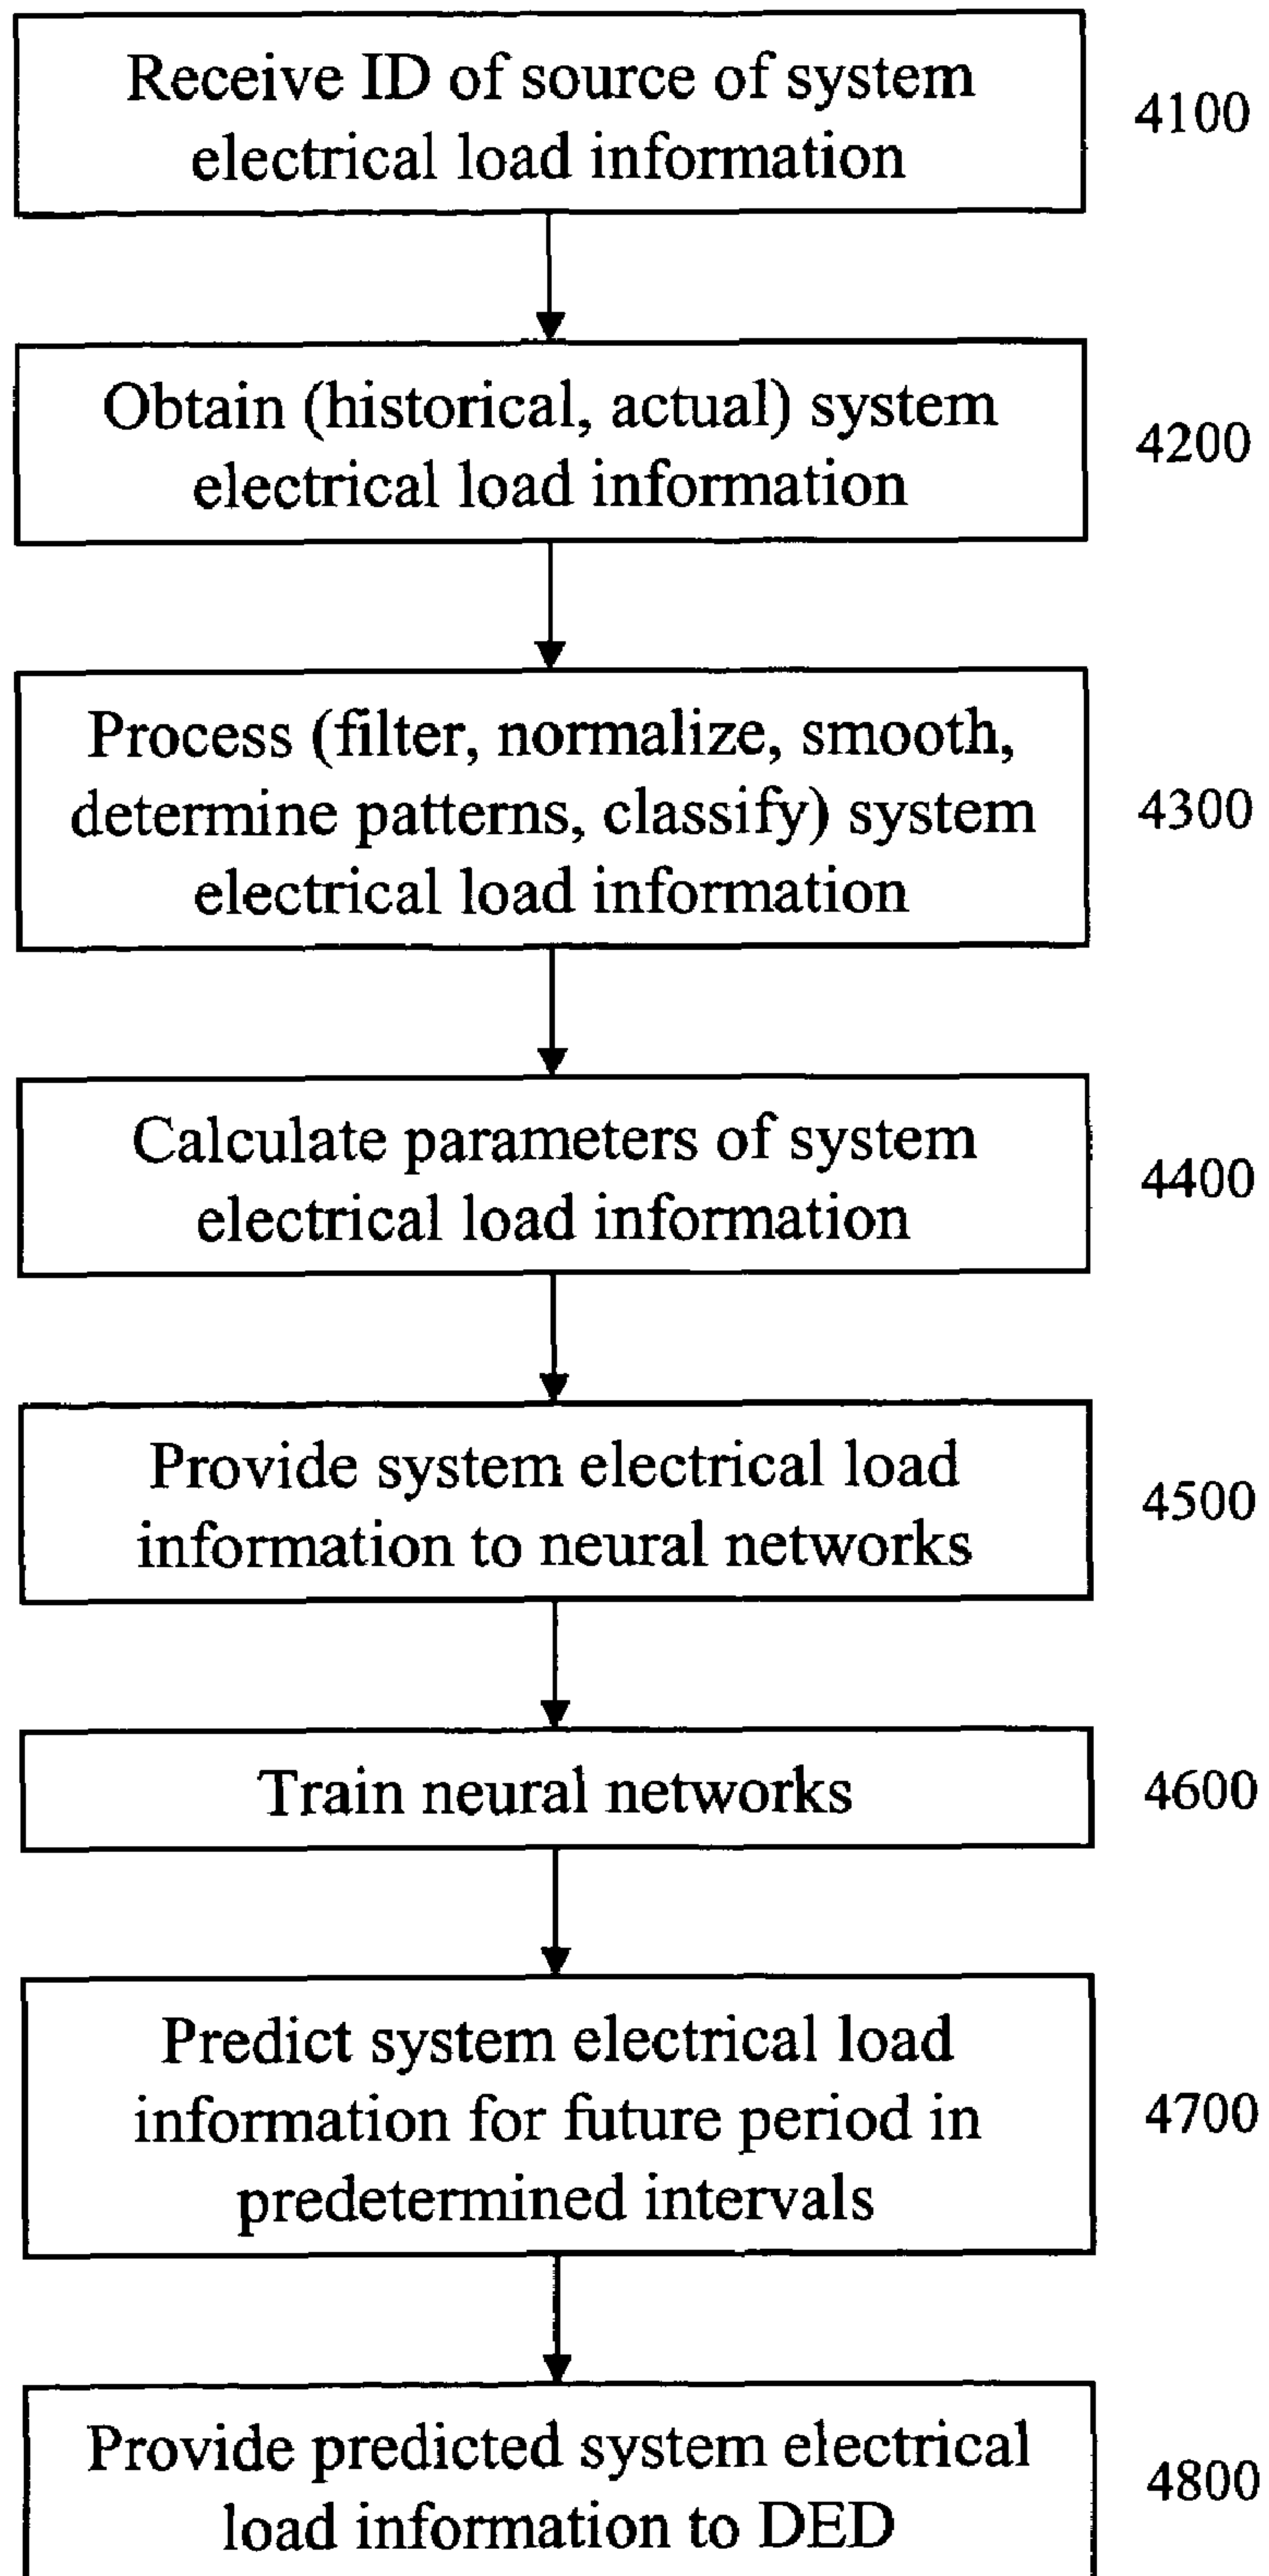 Receive ID of source of system
electrical load information
4100
Obtain (historical, actual) system
electrical load information
4200
Process (filter, normalize, smooth,
determine patterns, classify) system
electrical load information
4300
Calculate parameters of system
electrical load information
4400
Provide system electrical load
information to neural networks
4500
Train neural networks
4600
Predict system electrical load
information for future period in
predetermined intervals
4700
Provide predicted system electrical
load information to DED
4800